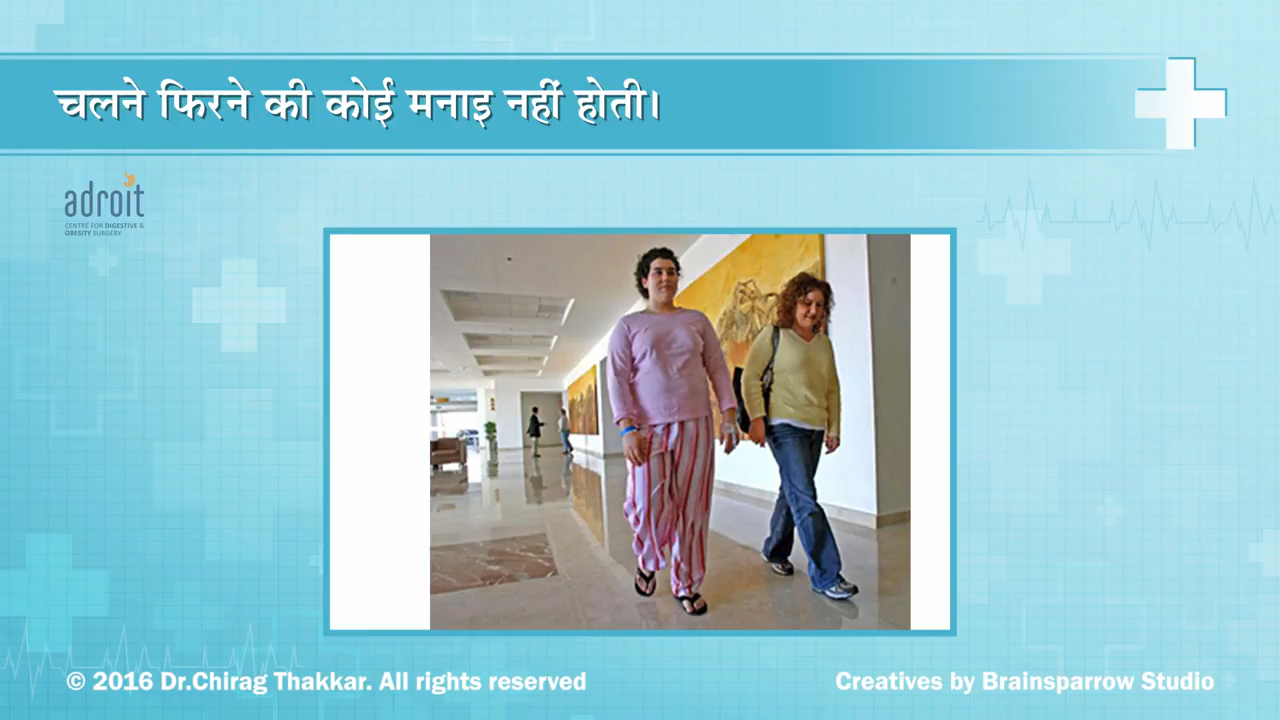 चलने फिरने की कोई मनाइ नहीं होती।
adroit
CENTRE FOR DIGESTIVE &
OBESITY SURGERY
© 2016 Dr.Chirag Thakkar. All rights reserved
Creatives by Brainsparrow Studio